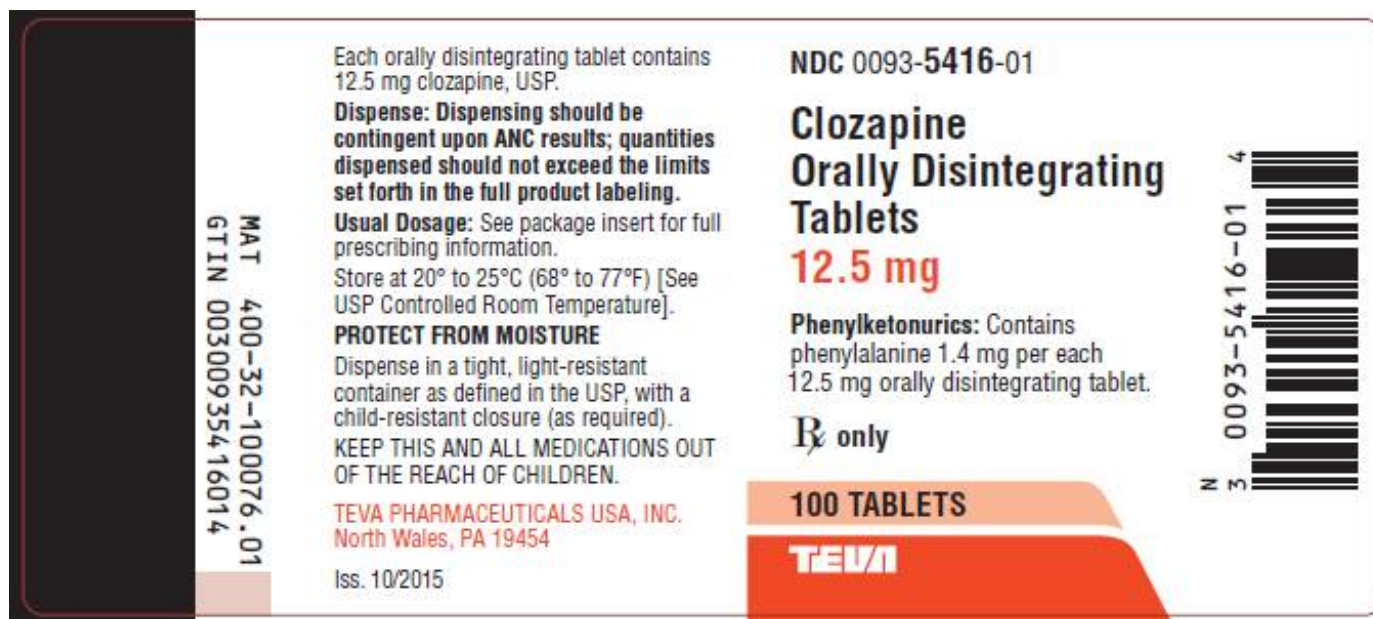 MAT 400-32-100076.01
GTIN 00300935416014
Each orally disintegrating tablet contains
12.5 mg clozapine, USP.
Dispense: Dispensing should be
contingent upon ANC results; quantities
dispensed should not exceed the limits
set forth in the full product labeling.
Usual Dosage: See package insert for full
prescribing information.
Store at 20° to 25°C (68° to 77°F) [See
USP Controlled Room Temperature].
PROTECT FROM MOISTURE
Dispense in a tight, light-resistant
container as defined in the USP, with a
child-resistant closure (as required).
KEEP THIS AND ALL MEDICATIONS OUT
OF THE REACH OF CHILDREN.
TEVA PHARMACEUTICALS USA, INC.
North Wales, PA 19454
Iss. 10/2015
NDC 0093-5416-01
Clozapine
Orally Disintegrating
Tablets
12.5 mg
Phenylketonurics: Contains
phenylalanine 1.4 mg per each
12.5 mg orally disintegrating tablet.
℞ only
100 TABLETS
TEVA
N
3 0093-5416-01 4